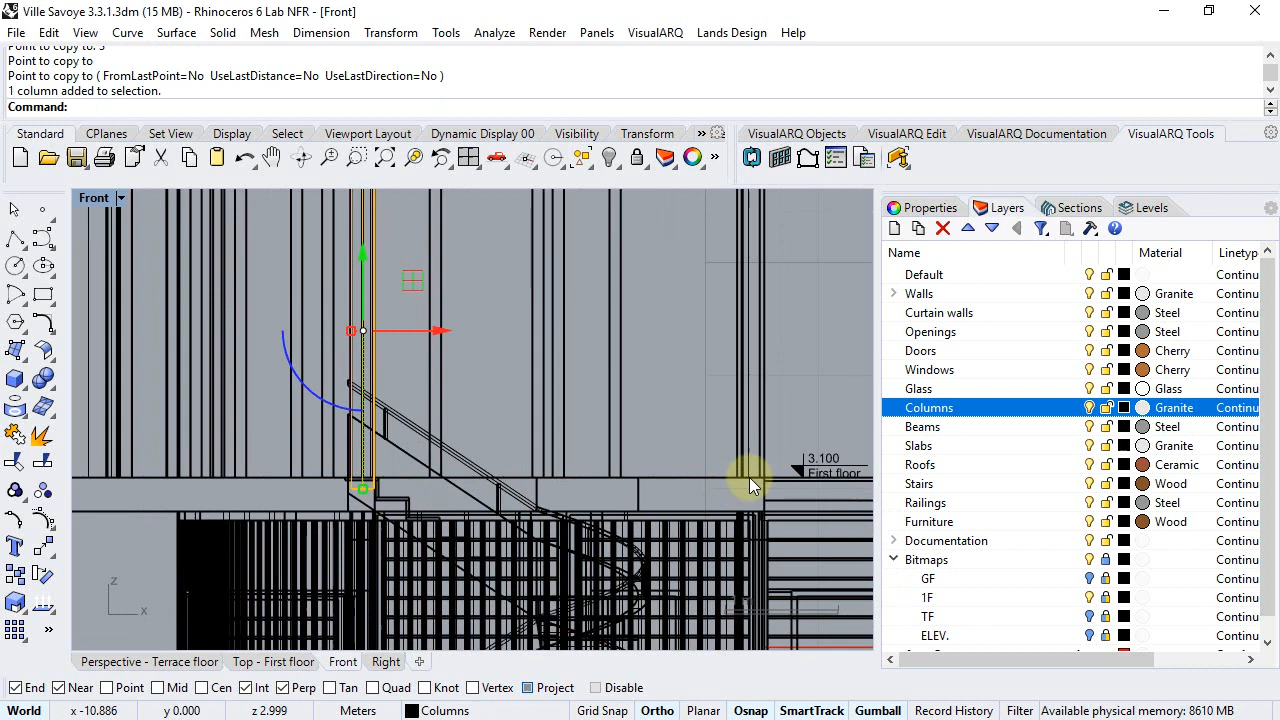 Ville Savoye 3.3.1.3dm (15 MB) - Rhinoceros 6 Lab NFR - [Front]
File Edit View Curve Surface Solid Mesh Dimension Transform Tools Analyze Render Panels VisualARQ Lands Design Help
Point to copy to: 3
Point to copy to
Point to copy to ( FromLastPoint=No UseLastDistance=No UseLastDirection=No )
1 column added to selection.
Command:
Standard CPlanes Set View Display Select Viewport Layout Dynamic Display 00 Visibility Transform » VisualARQ Objects VisualARQ Edit VisualARQ Documentation VisualARQ Tools
» »
Front
Properties Layers Sections Levels
Name Material Linetyp
Default Continu
Walls Granite Continu
Curtain walls Steel Continu
Openings Steel Continu
Doors Cherry Continu
Windows Cherry Continu
Glass Glass Continu
Columns Granite Continu
Beams Steel Continu
Slabs Granite Continu
Roofs Ceramic Continu
Stairs Wood Continu
Railings Steel Continu
Furniture Wood Continu
Documentation Continu
Bitmaps Continu
GF Continu
1F Continu
TF Continu
ELEV. Continu
3.100
First floor
z
x
»
Perspective - Terrace floor Top - First floor Front Right
End Near Point Mid Cen Int Perp Tan Quad Knot Vertex Project Disable
World x -10.886 y 0.000 z 2.999 Meters Columns Grid Snap Ortho Planar Osnap SmartTrack Gumball Record History Filter Available physical memory: 8610 MB